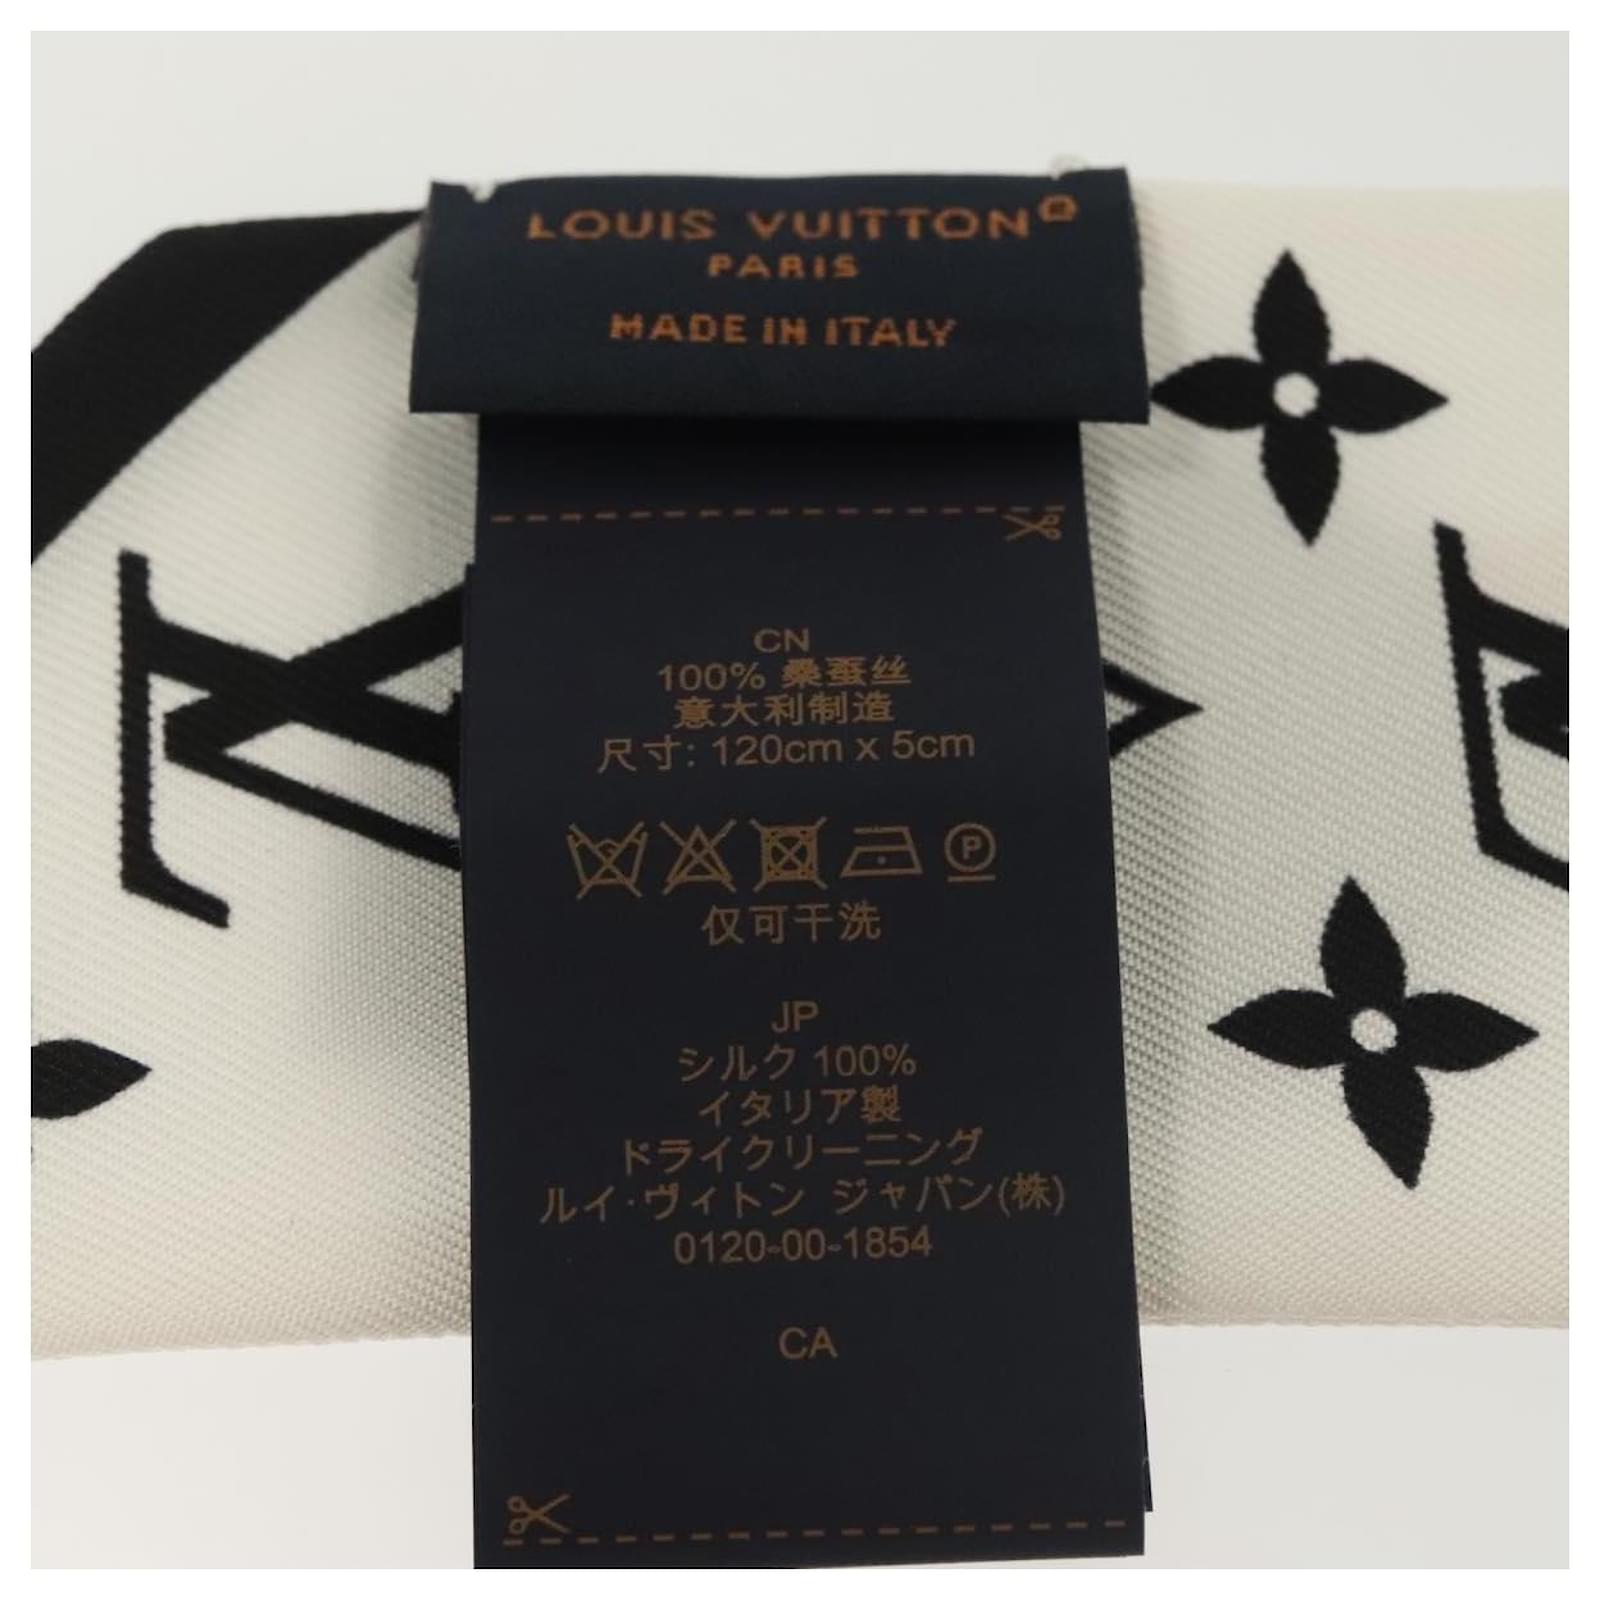 LOUIS VUITTON®
PARIS
MADE IN ITALY
CN
100% 桑蚕丝
意大利制造
尺寸: 120cm x 5cm
P
仅可干洗
JP
シルク 100%
イタリア製
ドライクリーニング
ルイ·ヴィトン ジャパン(株)
0120-00-1854
CA